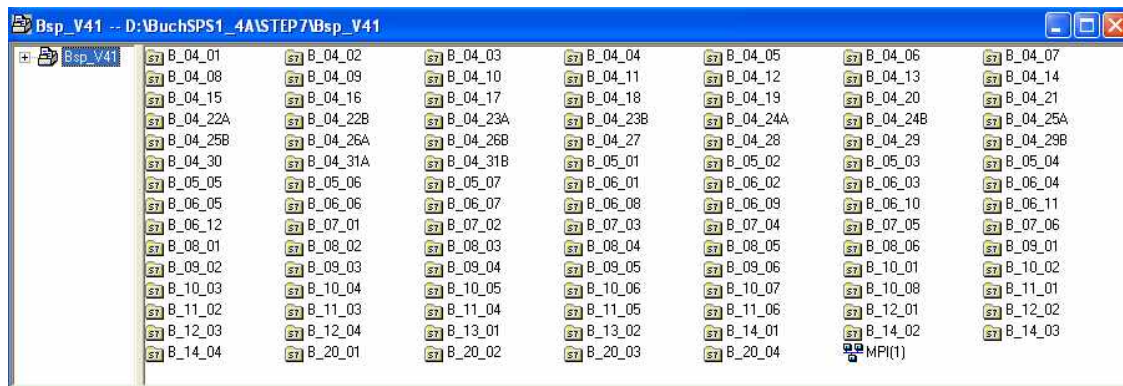 Bsp_V41 -- D:\BuchSPS1_4A\STEP7\Bsp_V41
Bsp_V41 B_04_01 B_04_02 B_04_03 B_04_04 B_04_05 B_04_06 B_04_07
B_04_08 B_04_09 B_04_10 B_04_11 B_04_12 B_04_13 B_04_14
B_04_15 B_04_16 B_04_17 B_04_18 B_04_19 B_04_20 B_04_21
B_04_22A B_04_22B B_04_23A B_04_23B B_04_24A B_04_24B B_04_25A
B_04_25B B_04_26A B_04_26B B_04_27 B_04_28 B_04_29 B_04_29B
B_04_30 B_04_31A B_04_31B B_05_01 B_05_02 B_05_03 B_05_04
B_05_05 B_05_06 B_05_07 B_06_01 B_06_02 B_06_03 B_06_04
B_06_05 B_06_06 B_06_07 B_06_08 B_06_09 B_06_10 B_06_11
B_06_12 B_07_01 B_07_02 B_07_03 B_07_04 B_07_05 B_07_06
B_08_01 B_08_02 B_08_03 B_08_04 B_08_05 B_08_06 B_09_01
B_09_02 B_09_03 B_09_04 B_09_05 B_09_06 B_10_01 B_10_02
B_10_03 B_10_04 B_10_05 B_10_06 B_10_07 B_10_08 B_11_01
B_11_02 B_11_03 B_11_04 B_11_05 B_11_06 B_12_01 B_12_02
B_12_03 B_12_04 B_13_01 B_13_02 B_14_01 B_14_02 B_14_03
B_14_04 B_20_01 B_20_02 B_20_03 B_20_04 MPI(1)